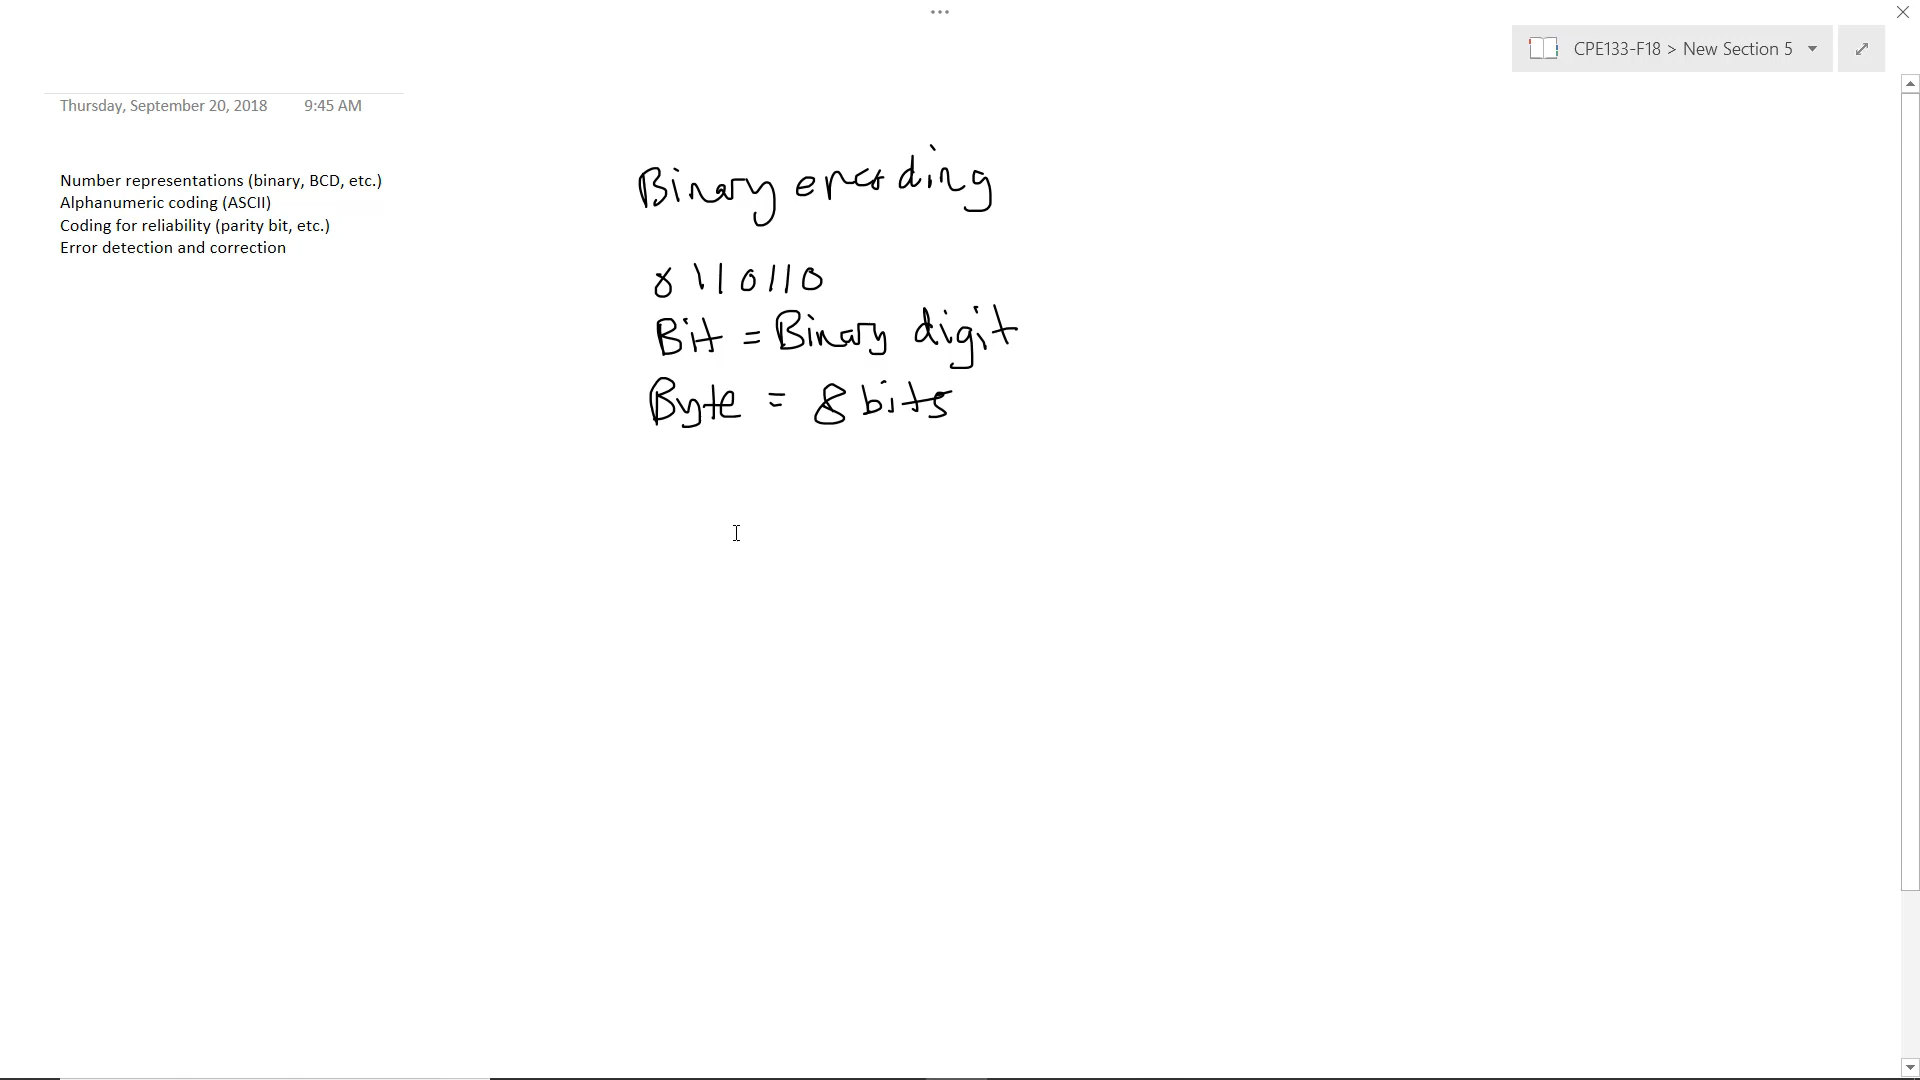 CPE133-F18 > New Section 5
Thursday, September 20, 2018 9:45 AM
Number representations (binary, BCD, etc.)
Alphanumeric coding (ASCII)
Coding for reliability (parity bit, etc.)
Error detection and correction
Binary encoding
01110110
Bit = Binary digit
Byte = 8 bits